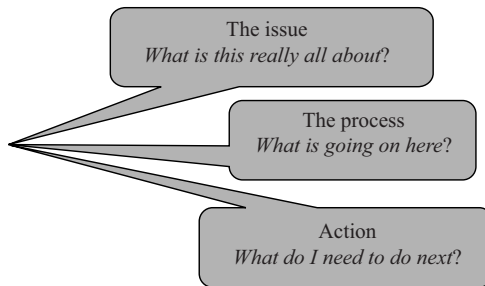 The issue
What is this really all about?
The process
What is going on here?
Action
What do I need to do next?